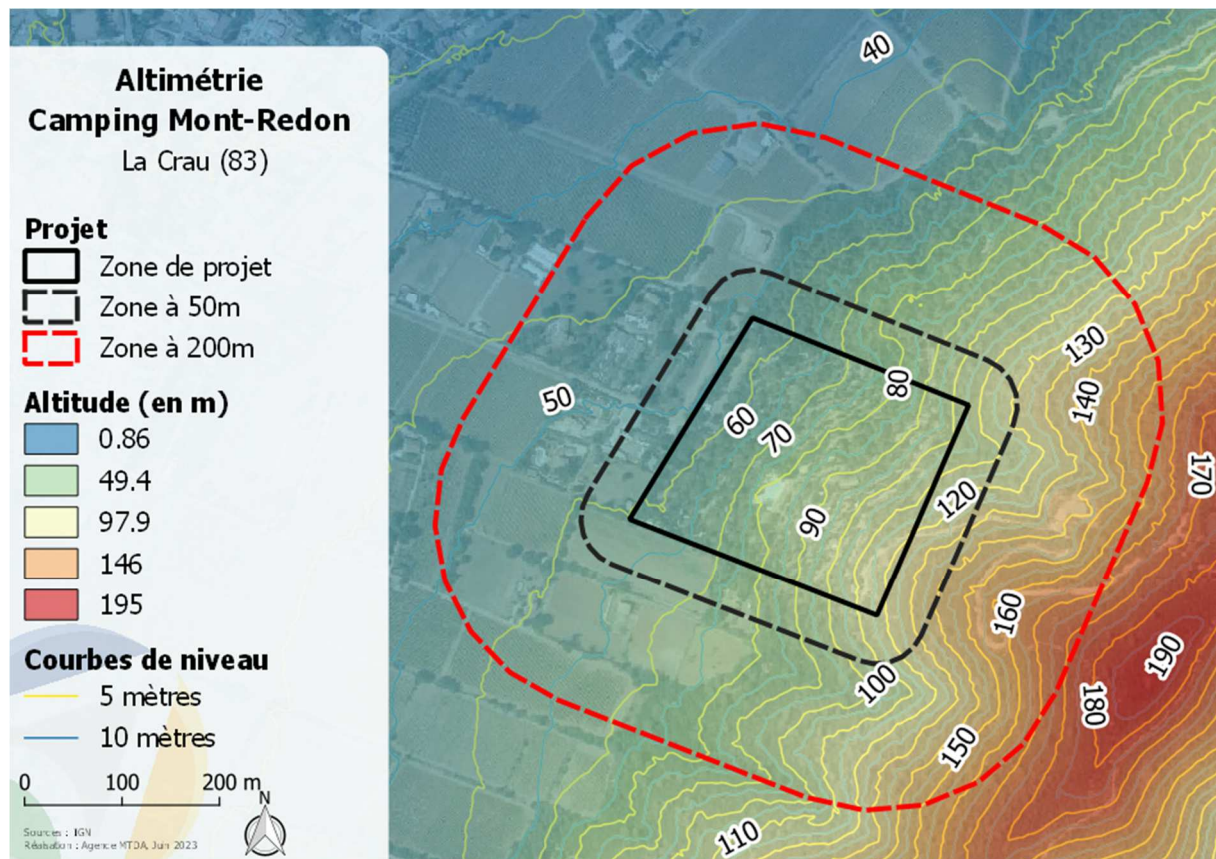 Altimétrie
Camping Mont-Redon
La Crau (83)
Projet
Zone de projet
Zone à 50m
Zone à 200m
Altitude (en m)
0.86
49.4
97.9
146
195
Courbes de niveau
5 mètres
10 mètres
0 100 200 m
N
Sources : IGN
Réalisation : Agence MTDA, Juin 2023
40
130
80
140
50
60
70
170
120
90
160
190
100
180
150
110